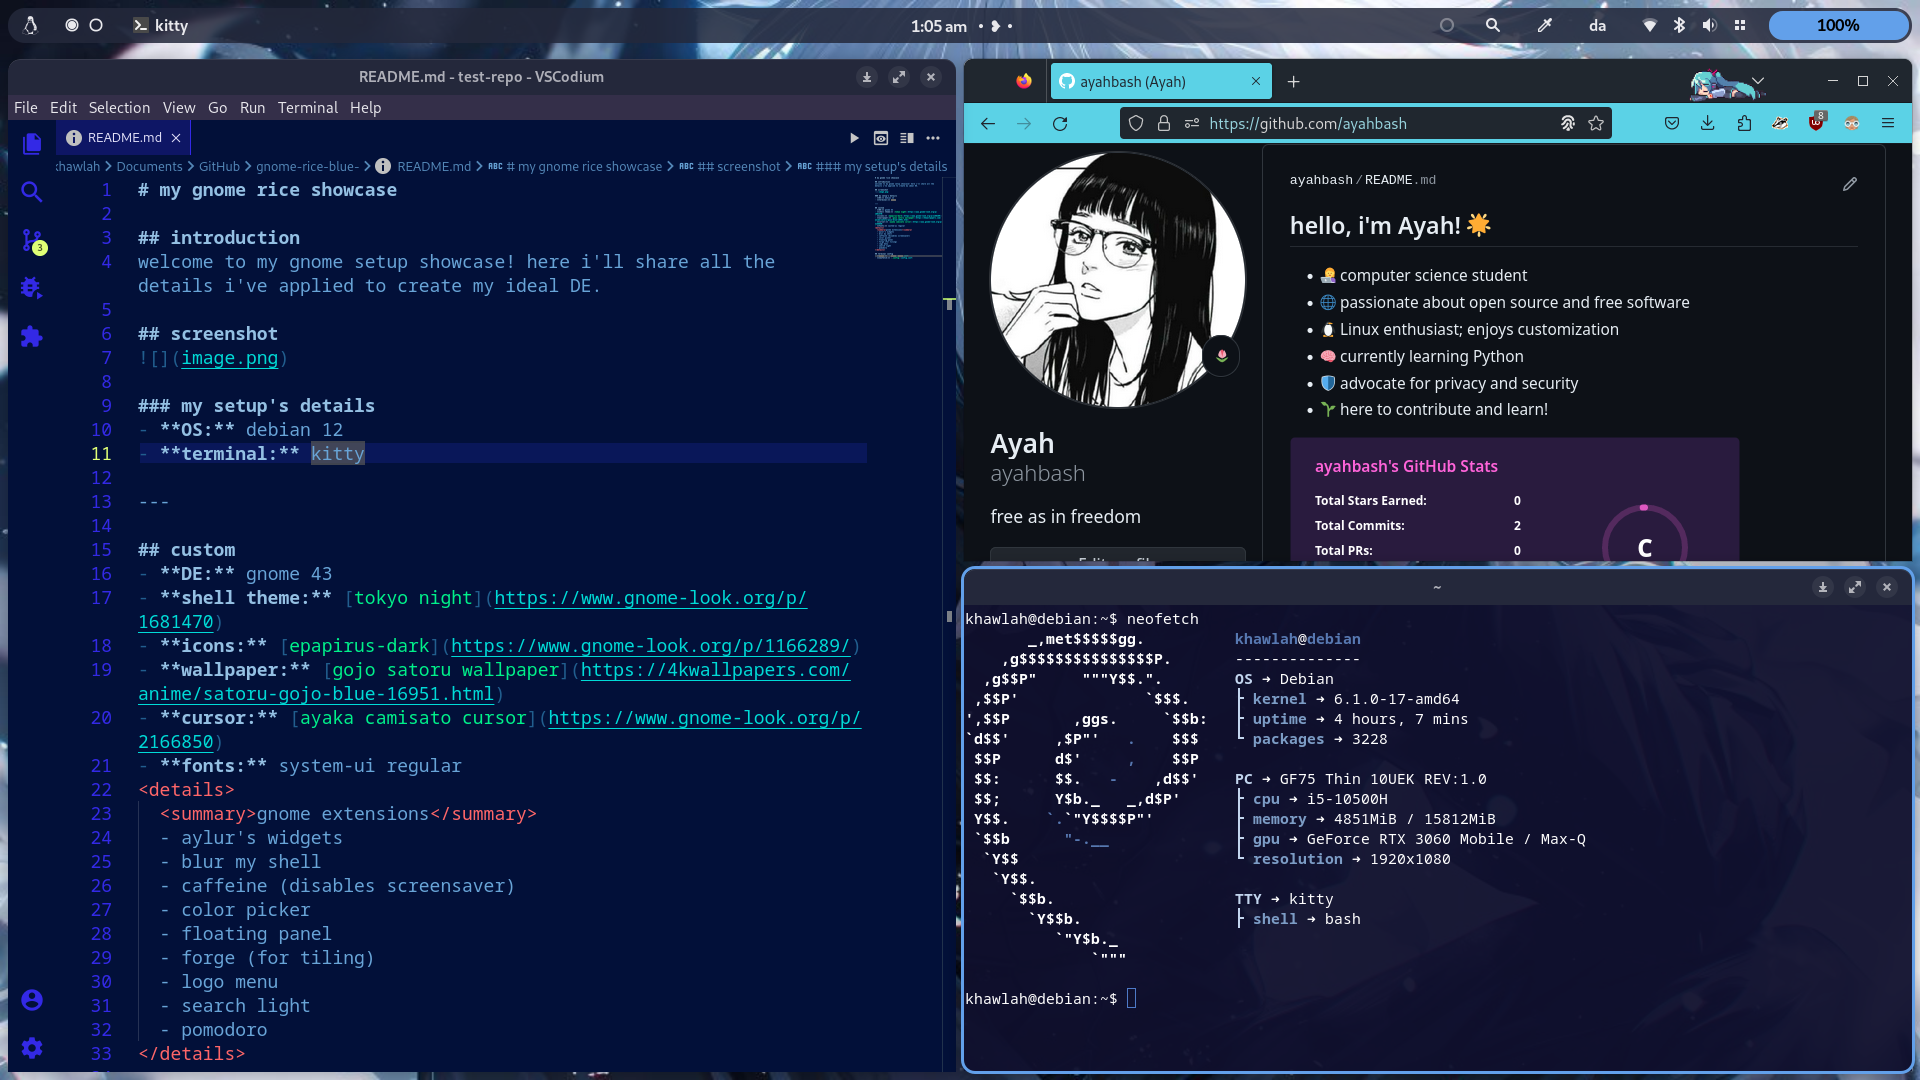 kitty
1:05 am
da
100%
README.md - test-repo - VSCodium
File Edit Selection View Go Run Terminal Help
README.md
khawlah > Documents > GitHub > gnome-rice-blue- > README.md > # my gnome rice showcase > ## screenshot > ### my setup's details
1 # my gnome rice showcase
2
3 ## introduction
4 welcome to my gnome setup showcase! here i'll share all the
details i've applied to create my ideal DE.
5
6 ## screenshot
7 ![](image.png)
8
9 ### my setup's details
10 - **OS:** debian 12
11 - **terminal:** kitty
12
13 ---
14
15 ## custom
16 - **DE:** gnome 43
17 - **shell theme:** [tokyo night](https://www.gnome-look.org/p/
1681470)
18 - **icons:** [epapirus-dark](https://www.gnome-look.org/p/1166289/)
19 - **wallpaper:** [gojo satoru wallpaper](https://4kwallpapers.com/
anime/satoru-gojo-blue-16951.html)
20 - **cursor:** [ayaka camisato cursor](https://www.gnome-look.org/p/
2166850)
21 - **fonts:** system-ui regular
22 <details>
23 <summary>gnome extensions</summary>
24 - aylur's widgets
25 - blur my shell
26 - caffeine (disables screensaver)
27 - color picker
28 - floating panel
29 - forge (for tiling)
30 - logo menu
31 - search light
32 - pomodoro
33 </details>
3
ayahbash (Ayah)
https://github.com/ayahbash
8
Ayah
ayahbash
free as in freedom
ayahbash/README.md
hello, i'm Ayah!
computer science student
passionate about open source and free software
Linux enthusiast; enjoys customization
currently learning Python
advocate for privacy and security
here to contribute and learn!
ayahbash's GitHub Stats
Total Stars Earned: 0
Total Commits: 2
Total PRs: 0
C
~
khawlah@debian:~$ neofetch
khawlah@debian
--------------
OS → Debian
kernel → 6.1.0-17-amd64
uptime → 4 hours, 7 mins
packages → 3228
PC → GF75 Thin 10UEK REV:1.0
cpu → i5-10500H
memory → 4851MiB / 15812MiB
gpu → GeForce RTX 3060 Mobile / Max-Q
resolution → 1920x1080
TTY → kitty
shell → bash
khawlah@debian:~$